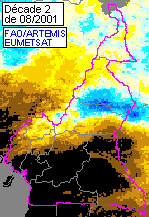 Décade 2
de 08/2001
FAO/ARTEMIS
EUMETSAT